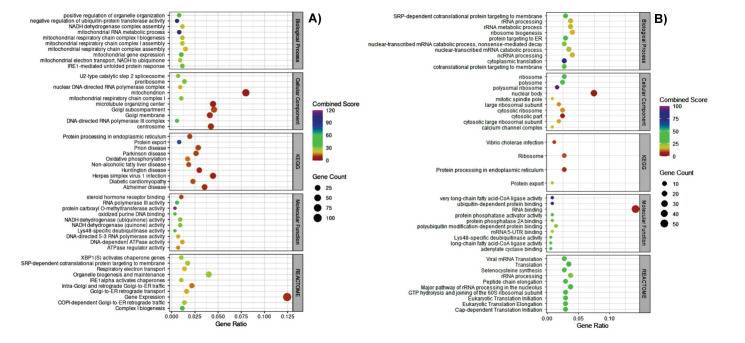 A)
positive regulation of organelle organization
negative regulation of ubiquitin-protein transferase activity
NADH dehydrogenase complex assembly
mitochondrial RNA metabolic process
mitochondrial respiratory chain complex I biogenesis
mitochondrial respiratory chain complex I assembly
mitochondrial respiratory chain complex assembly
mitochondrial gene expression
mitochondrial electron transport, NADH to ubiquinone
IRE1-mediated unfolded protein response
Biological Process
U2-type catalytic step 2 spliceosome
preribosome
nuclear DNA-directed RNA polymerase complex
mitochondrion
mitochondrial respiratory chain complex I
microtubule organizing center
Golgi subcompartment
Golgi membrane
DNA-directed RNA polymerase III complex
centrosome
Cellular Component
Protein processing in endoplasmic reticulum
Protein export
Prion disease
Parkinson disease
Oxidative phosphorylation
Non-alcoholic fatty liver disease
Huntington disease
Herpes simplex virus 1 infection
Diabetic cardiomyopathy
Alzheimer disease
KEGG
steroid hormone receptor binding
RNA polymerase III activity
protein carboxyl O-methyltransferase activity
oxidized purine DNA binding
NADH dehydrogenase (ubiquinone) activity
NADH dehydrogenase (quinone) activity
Lys48-specific deubiquitinase activity
DNA-directed 5-3 RNA polymerase activity
DNA-dependent ATPase activity
ATPase regulator activity
Molecular Function
XBP1(S) activates chaperone genes
SRP-dependent cotranslational protein targeting to membrane
Respiratory electron transport
Organelle biogenesis and maintenance
IRE1alpha activates chaperones
Intra-Golgi and retrograde Golgi-to-ER traffic
Golgi-to-ER retrograde transport
Gene Expression
COPI-dependent Golgi-to-ER retrograde traffic
Complex I biogenesis
REACTOME
0.000 0.025 0.050 0.075 0.100 0.125
Gene Ratio
Combined Score
120
90
60
30
Gene Count
25
50
75
100
B)
SRP-dependent cotranslational protein targeting to membrane
rRNA processing
rRNA metabolic process
ribosome biogenesis
protein targeting to ER
nuclear-transcribed mRNA catabolic process, nonsense-mediated decay
nuclear-transcribed mRNA catabolic process
ncRNA processing
cytoplasmic translation
cotranslational protein targeting to membrane
Biological Process
ribosome
polysome
polysomal ribosome
nuclear body
mitotic spindle pole
large ribosomal subunit
cytosolic ribosome
cytosolic part
cytosolic large ribosomal subunit
calcium channel complex
Cellular Component
Vibrio cholerae infection
Ribosome
Protein processing in endoplasmic reticulum
Protein export
KEGG
very long-chain fatty acid-CoA ligase activity
ubiquitin-dependent protein binding
RNA binding
protein phosphatase activator activity
protein phosphatase 2A binding
polyubiquitin modification-dependent protein binding
mRNA 5-UTR binding
Lys48-specific deubiquitinase activity
long-chain fatty acid-CoA ligase activity
adenylate cyclase binding
Molecular Function
Viral mRNA Translation
Translation
Selenocysteine synthesis
rRNA processing
Peptide chain elongation
Major pathway of rRNA processing in the nucleolus
GTP hydrolysis and joining of the 60S ribosomal subunit
Eukaryotic Translation Initiation
Eukaryotic Translation Elongation
Cap-dependent Translation Initiation
REACTOME
0.00 0.05 0.10
Gene Ratio
Combined Score
100
75
50
25
0
Gene Count
10
20
30
40
50